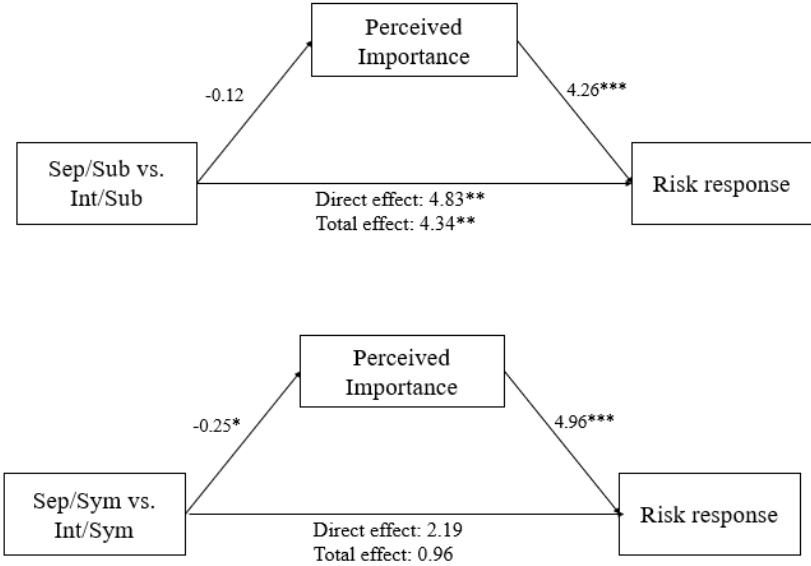 Perceived
Importance
-0.12
4.26***
Sep/Sub vs.
Int/Sub
Risk response
Direct effect: 4.83**
Total effect: 4.34**
Perceived
Importance
-0.25*
4.96***
Sep/Sym vs.
Int/Sym
Risk response
Direct effect: 2.19
Total effect: 0.96